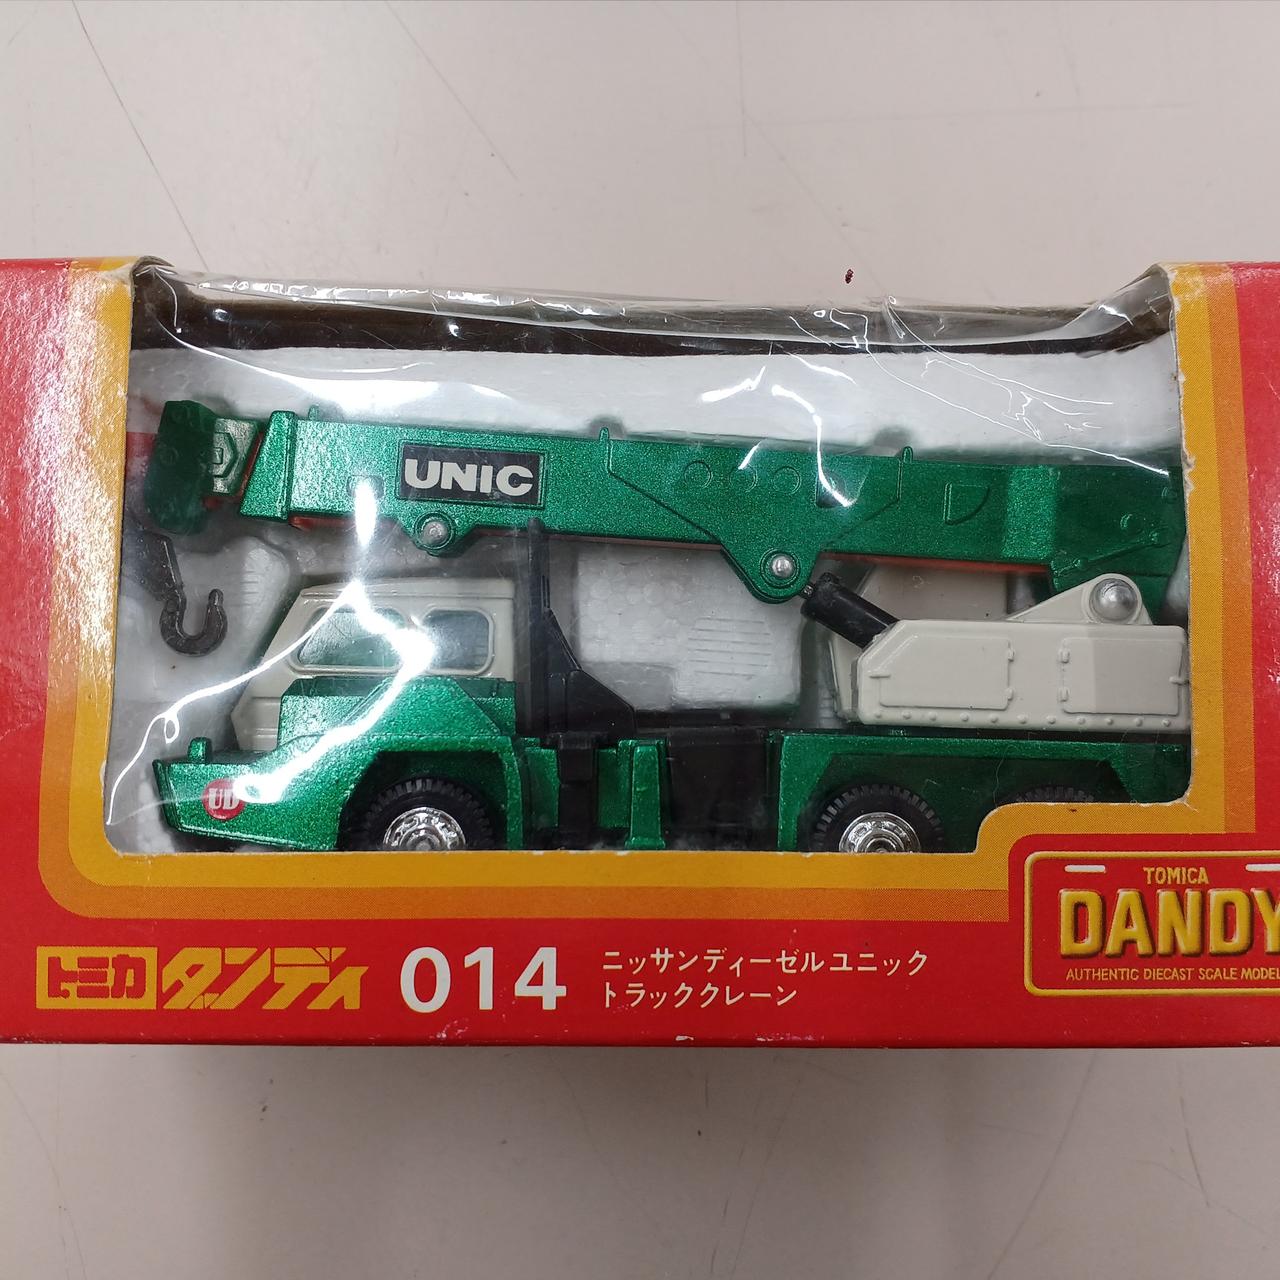 UNIC
UD
トミカダンディ 014 ニッサンディーゼルユニック
トラッククレーン
TOMICA
DANDY
AUTHENTIC DIECAST SCALE MODEL